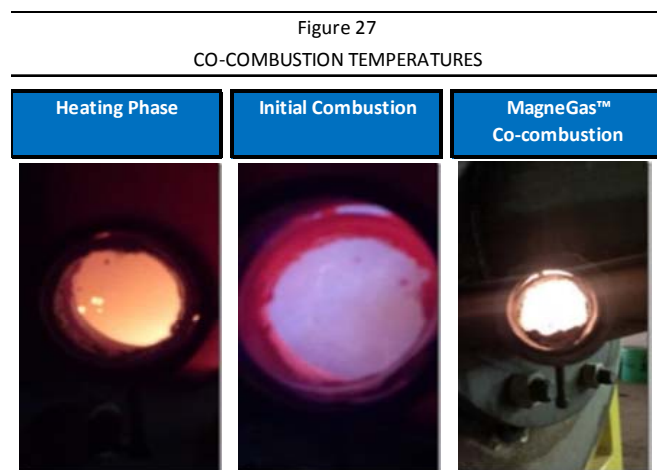 Figure 27
CO-COMBUSTION TEMPERATURES
Heating Phase
Initial Combustion
MagneGas™
Co-combustion